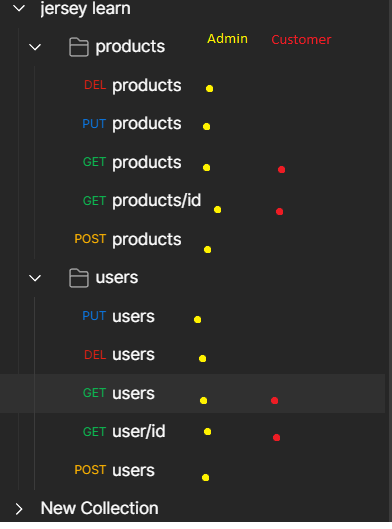 jersey learn
products Admin Customer
DEL products
PUT products
GET products
GET products/id
POST products
users
PUT users
DEL users
GET users
GET user/id
POST users
New Collection